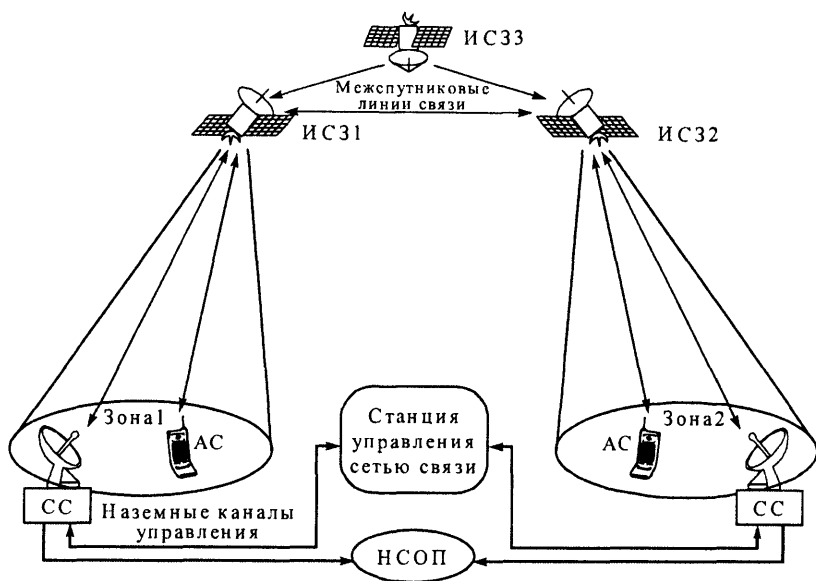 ИСЗ3
Межспутниковые
линии связи
ИСЗ1
ИСЗ2
Зона1
АС
Станция
управления
сетью связи
АС
Зона2
СС
Наземные каналы
управления
НСОП
СС